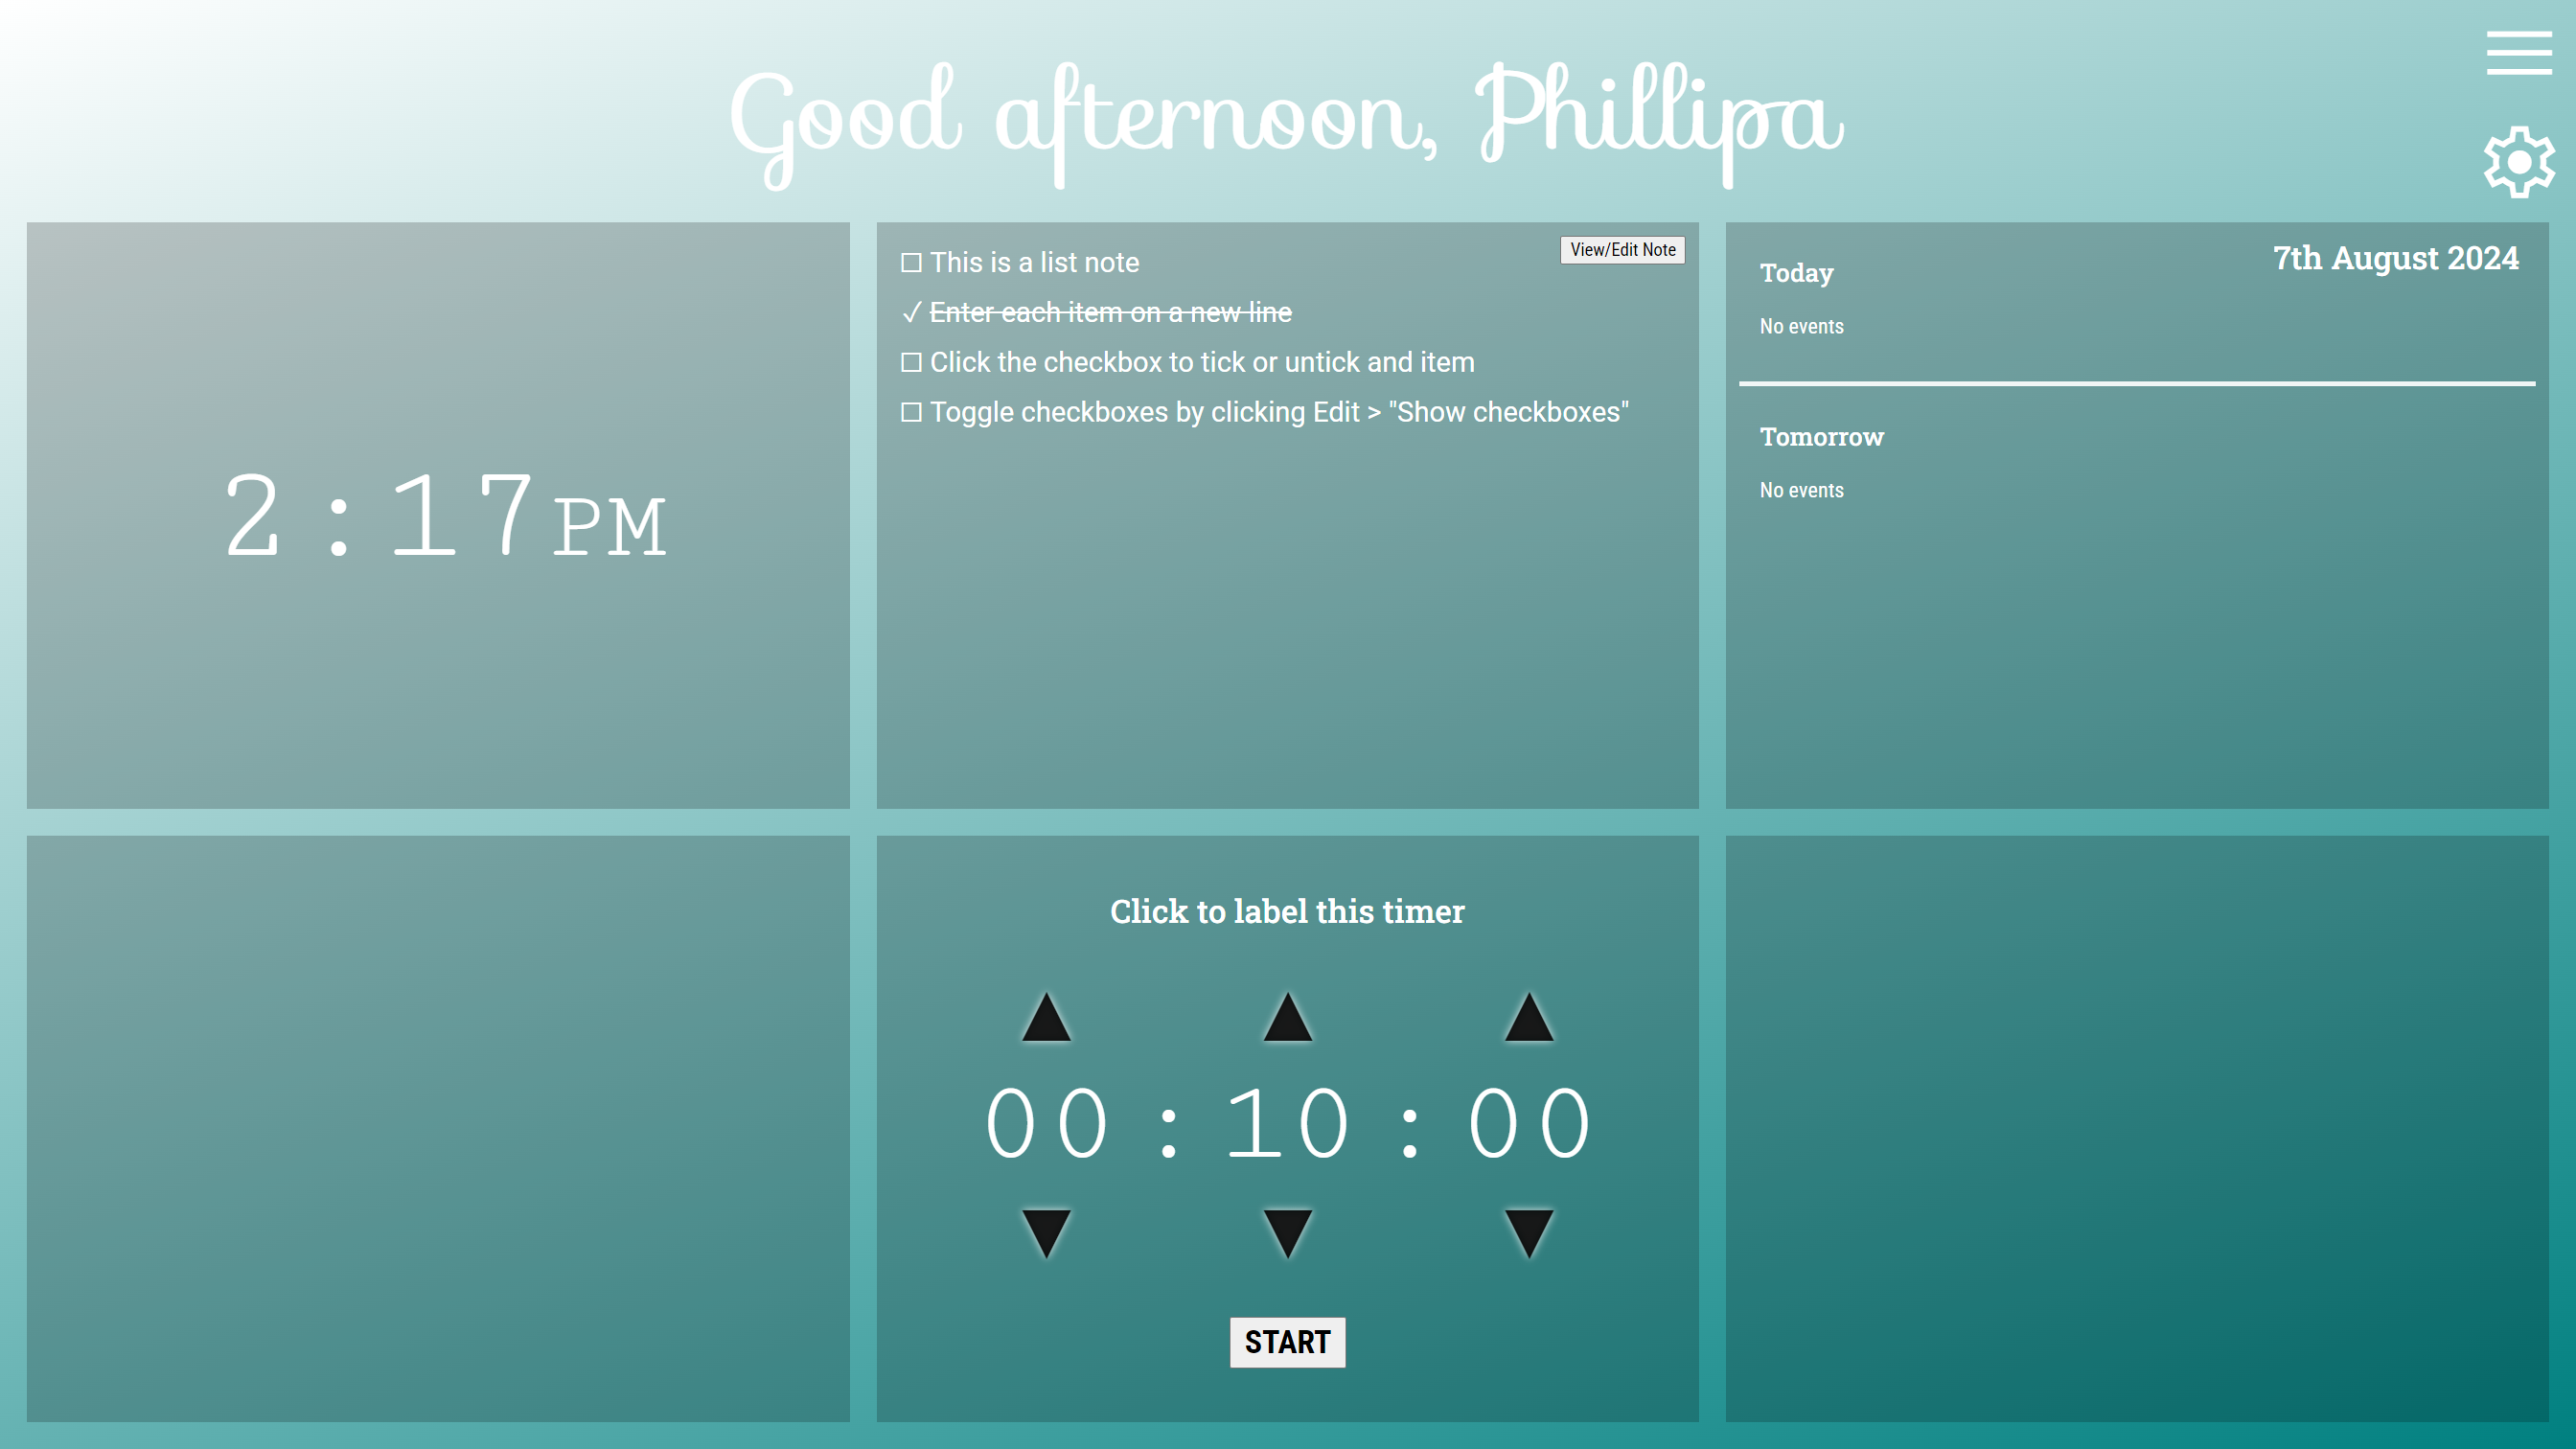 Good afternoon, Phillipa
2:17PM
☐ This is a list note
✓ Enter each item on a new line
☐ Click the checkbox to tick or untick and item
☐ Toggle checkboxes by clicking Edit > "Show checkboxes"
View/Edit Note
7th August 2024
Today
No events
Tomorrow
No events
Click to label this timer
00 : 10 : 00
START